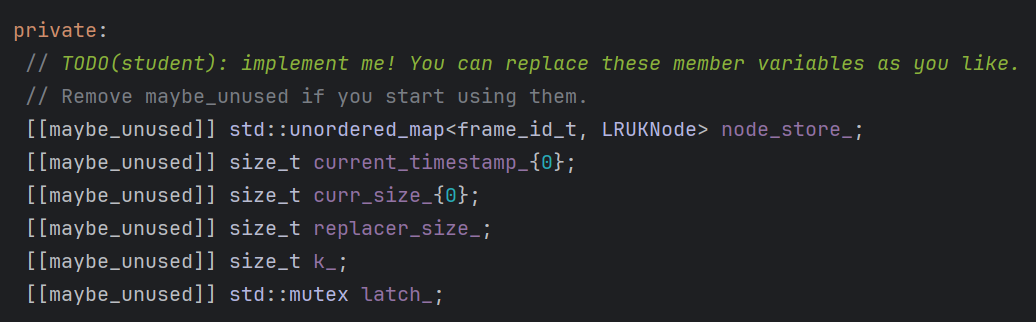 private:
// TODO(student): implement me! You can replace these member variables as you like.
// Remove maybe_unused if you start using them.
[[maybe_unused]] std::unordered_map<frame_id_t, LRUKNode> node_store_;
[[maybe_unused]] size_t current_timestamp_{0};
[[maybe_unused]] size_t curr_size_{0};
[[maybe_unused]] size_t replacer_size_;
[[maybe_unused]] size_t k_;
[[maybe_unused]] std::mutex latch_;